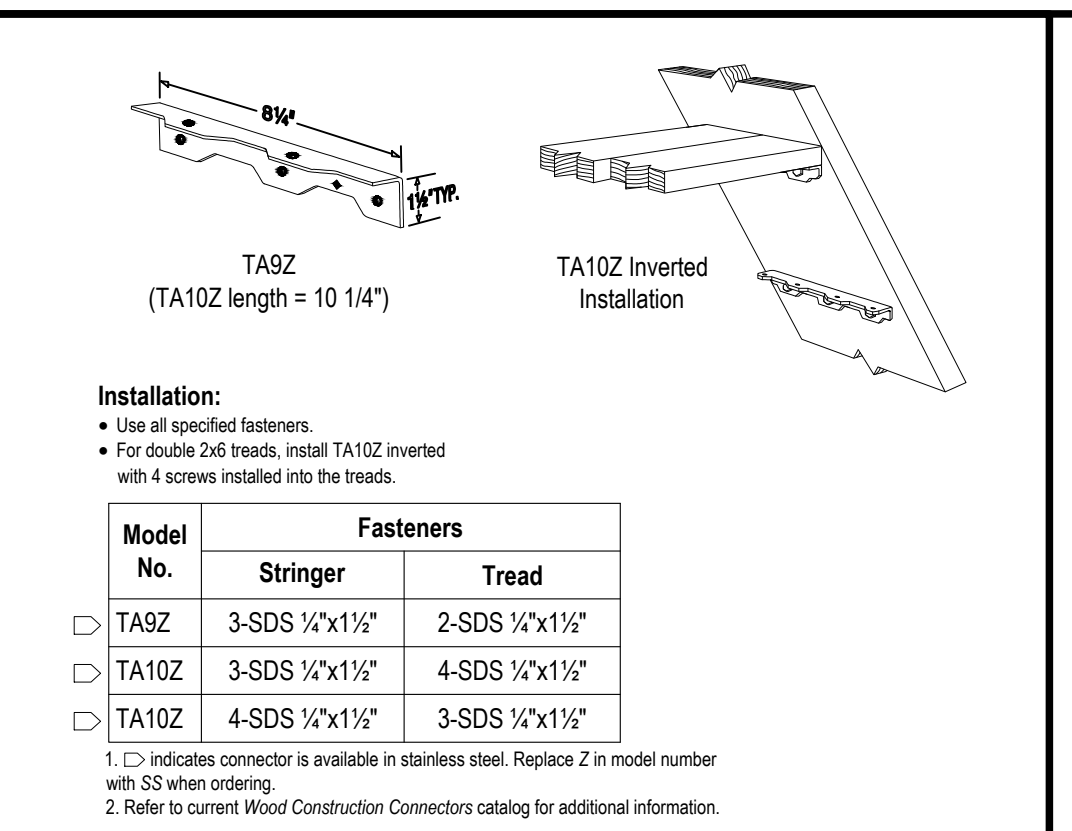 8¼"
1½"TYP.
TA9Z
(TA10Z length = 10 1/4")
TA10Z Inverted
Installation
Installation:
• Use all specified fasteners.
• For double 2x6 treads, install TA10Z inverted
with 4 screws installed into the treads.
Model No. Fasteners
Stringer Tread
TA9Z 3-SDS ¼"x1½" 2-SDS ¼"x1½"
TA10Z 3-SDS ¼"x1½" 4-SDS ¼"x1½"
TA10Z 4-SDS ¼"x1½" 3-SDS ¼"x1½"
1. indicates connector is available in stainless steel. Replace Z in model number
with SS when ordering.
2. Refer to current Wood Construction Connectors catalog for additional information.